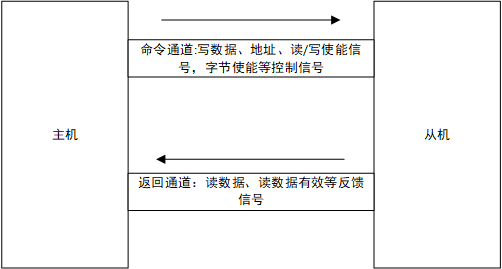 命令通道:写数据、地址、读/写使能信
号，字节使能等控制信号
主机
从机
返回通道：读数据、读数据有效等反馈
信号